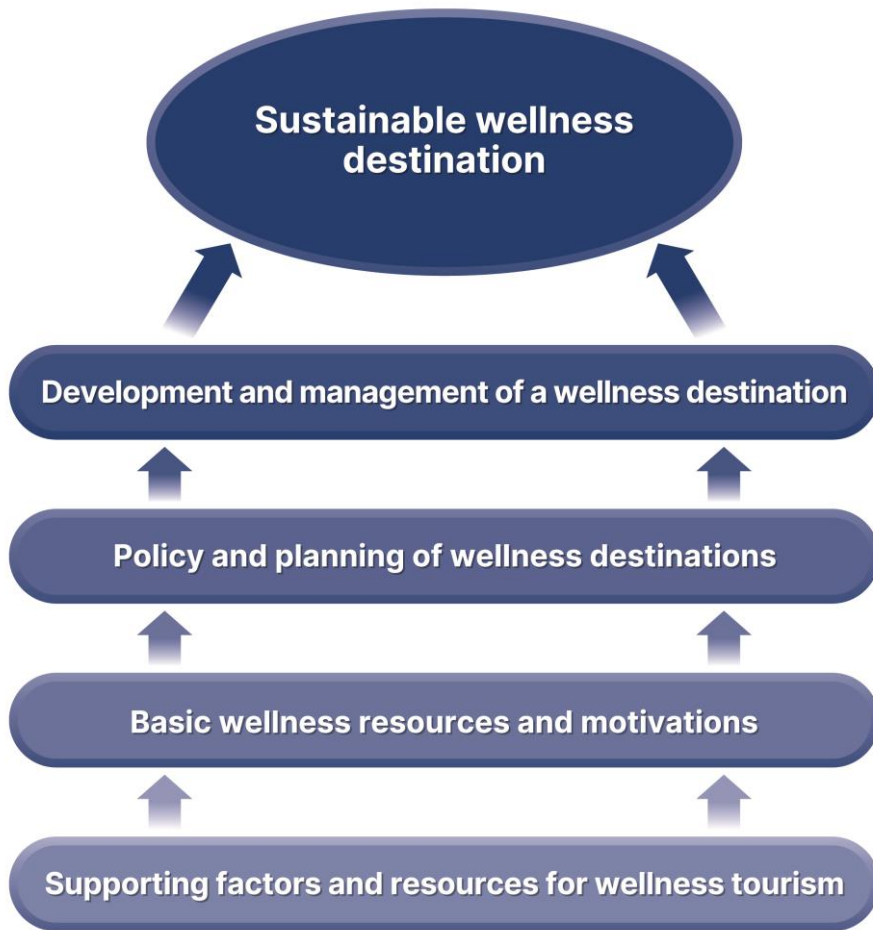 Sustainable wellness
destination
Development and management of a wellness destination
Policy and planning of wellness destinations
Basic wellness resources and motivations
Supporting factors and resources for wellness tourism